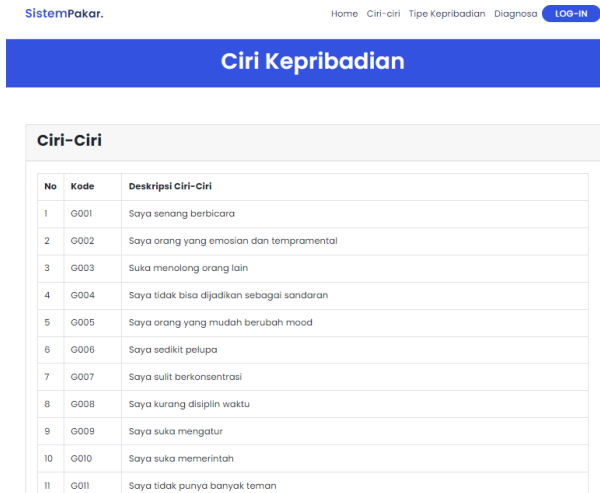 SistemPakar. Home Ciri-ciri Tipe Kepribadian Diagnosa LOG-IN
Ciri Kepribadian
Ciri-Ciri
No Kode Deskripsi Ciri-Ciri
1 G001 Saya senang berbicara
2 G002 Saya orang yang emosian dan tempramental
3 G003 Suka menolong orang lain
4 G004 Saya tidak bisa dijadikan sebagai sandaran
5 G005 Saya orang yang mudah berubah mood
6 G006 Saya sedikit pelupa
7 G007 Saya sulit berkonsentrasi
8 G008 Saya kurang disiplin waktu
9 G009 Saya suka mengatur
10 G010 Saya suka memerintah
11 G011 Saya tidak punya banyak teman